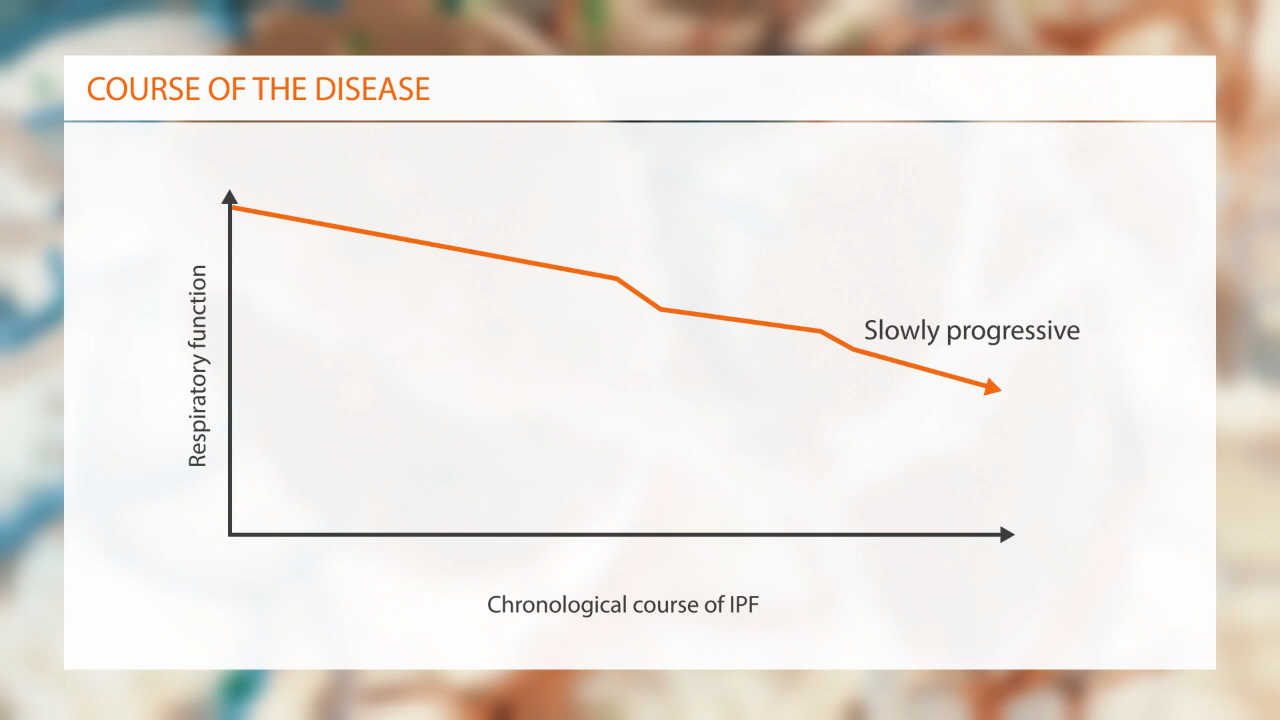 COURSE OF THE DISEASE
Respiratory function
Slowly progressive
Chronological course of IPF